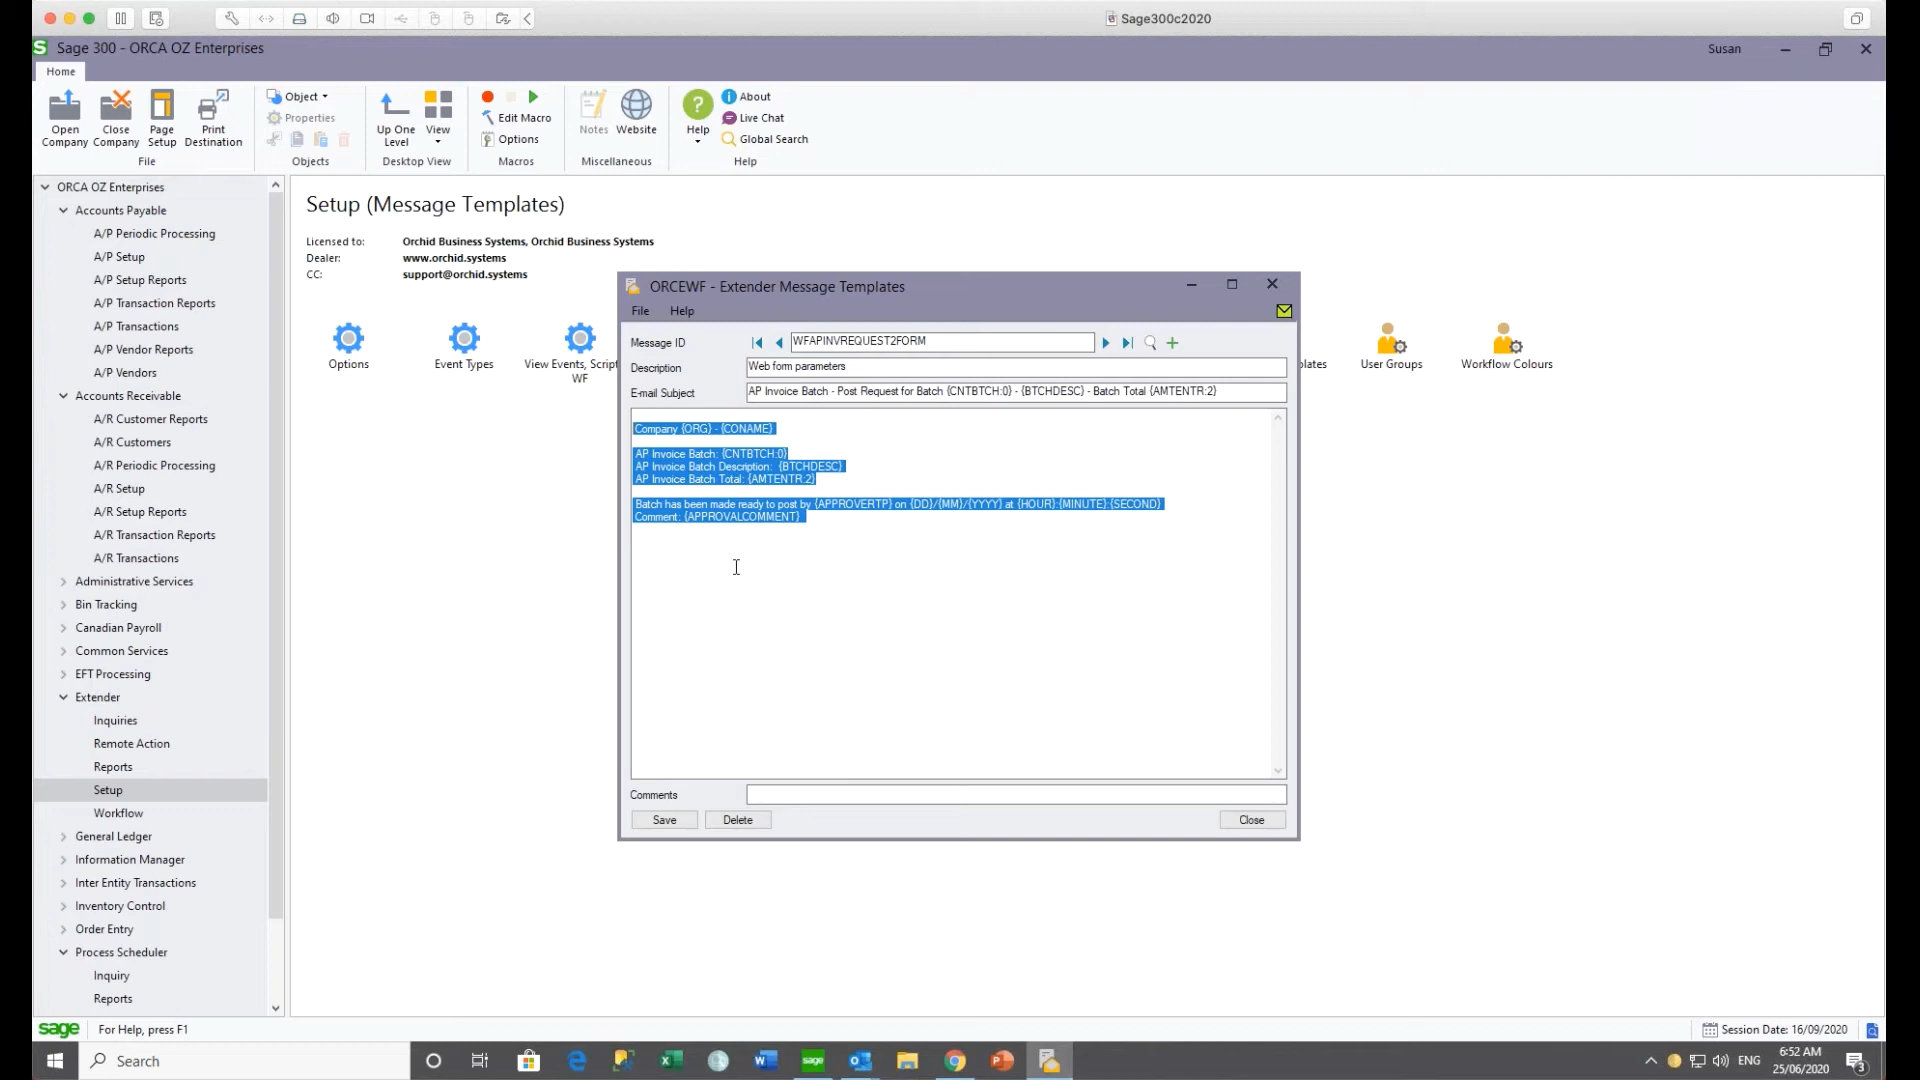 Sage300c2020
Sage 300 - ORCA OZ Enterprises
Susan
Home
Open Company
Close Company
Page Setup
Print Destination
File
Object
Properties
Objects
Up One Level
View
Desktop View
Edit Macro
Options
Macros
Notes
Website
Miscellaneous
Help
About
Live Chat
Global Search
Help
ORCA OZ Enterprises
Accounts Payable
A/P Periodic Processing
A/P Setup
A/P Setup Reports
A/P Transaction Reports
A/P Transactions
A/P Vendor Reports
A/P Vendors
Accounts Receivable
A/R Customer Reports
A/R Customers
A/R Periodic Processing
A/R Setup
A/R Setup Reports
A/R Transaction Reports
A/R Transactions
Administrative Services
Bin Tracking
Canadian Payroll
Common Services
EFT Processing
Extender
Inquiries
Remote Action
Reports
Setup
Workflow
General Ledger
Information Manager
Inter Entity Transactions
Inventory Control
Order Entry
Process Scheduler
Inquiry
Reports
Setup (Message Templates)
Licensed to: Orchid Business Systems, Orchid Business Systems
Dealer: www.orchid.systems
CC: support@orchid.systems
Options
Event Types
View Events, Script
WF
lates
User Groups
Workflow Colours
ORCEWF - Extender Message Templates
File Help
Message ID WFAPINVREQUEST2FORM
Description Web form parameters
E-mail Subject AP Invoice Batch - Post Request for Batch {CNTBTCH:0} - {BTCHDESC} - Batch Total {AMTENTR:2}
Company {ORG} - {CONAME}
AP Invoice Batch: {CNTBTCH:0}
AP Invoice Batch Description: {BTCHDESC}
AP Invoice Batch Total: {AMTENTR:2}
Batch has been made ready to post by {APPROVERTP} on {DD}/{MM}/{YYYY} at {HOUR}:{MINUTE}:{SECOND}
Comment: {APPROVALCOMMENT}
Comments
Save Delete Close
sage For Help, press F1
Session Date: 16/09/2020
Search
sage
ENG
6:52 AM
25/06/2020
3